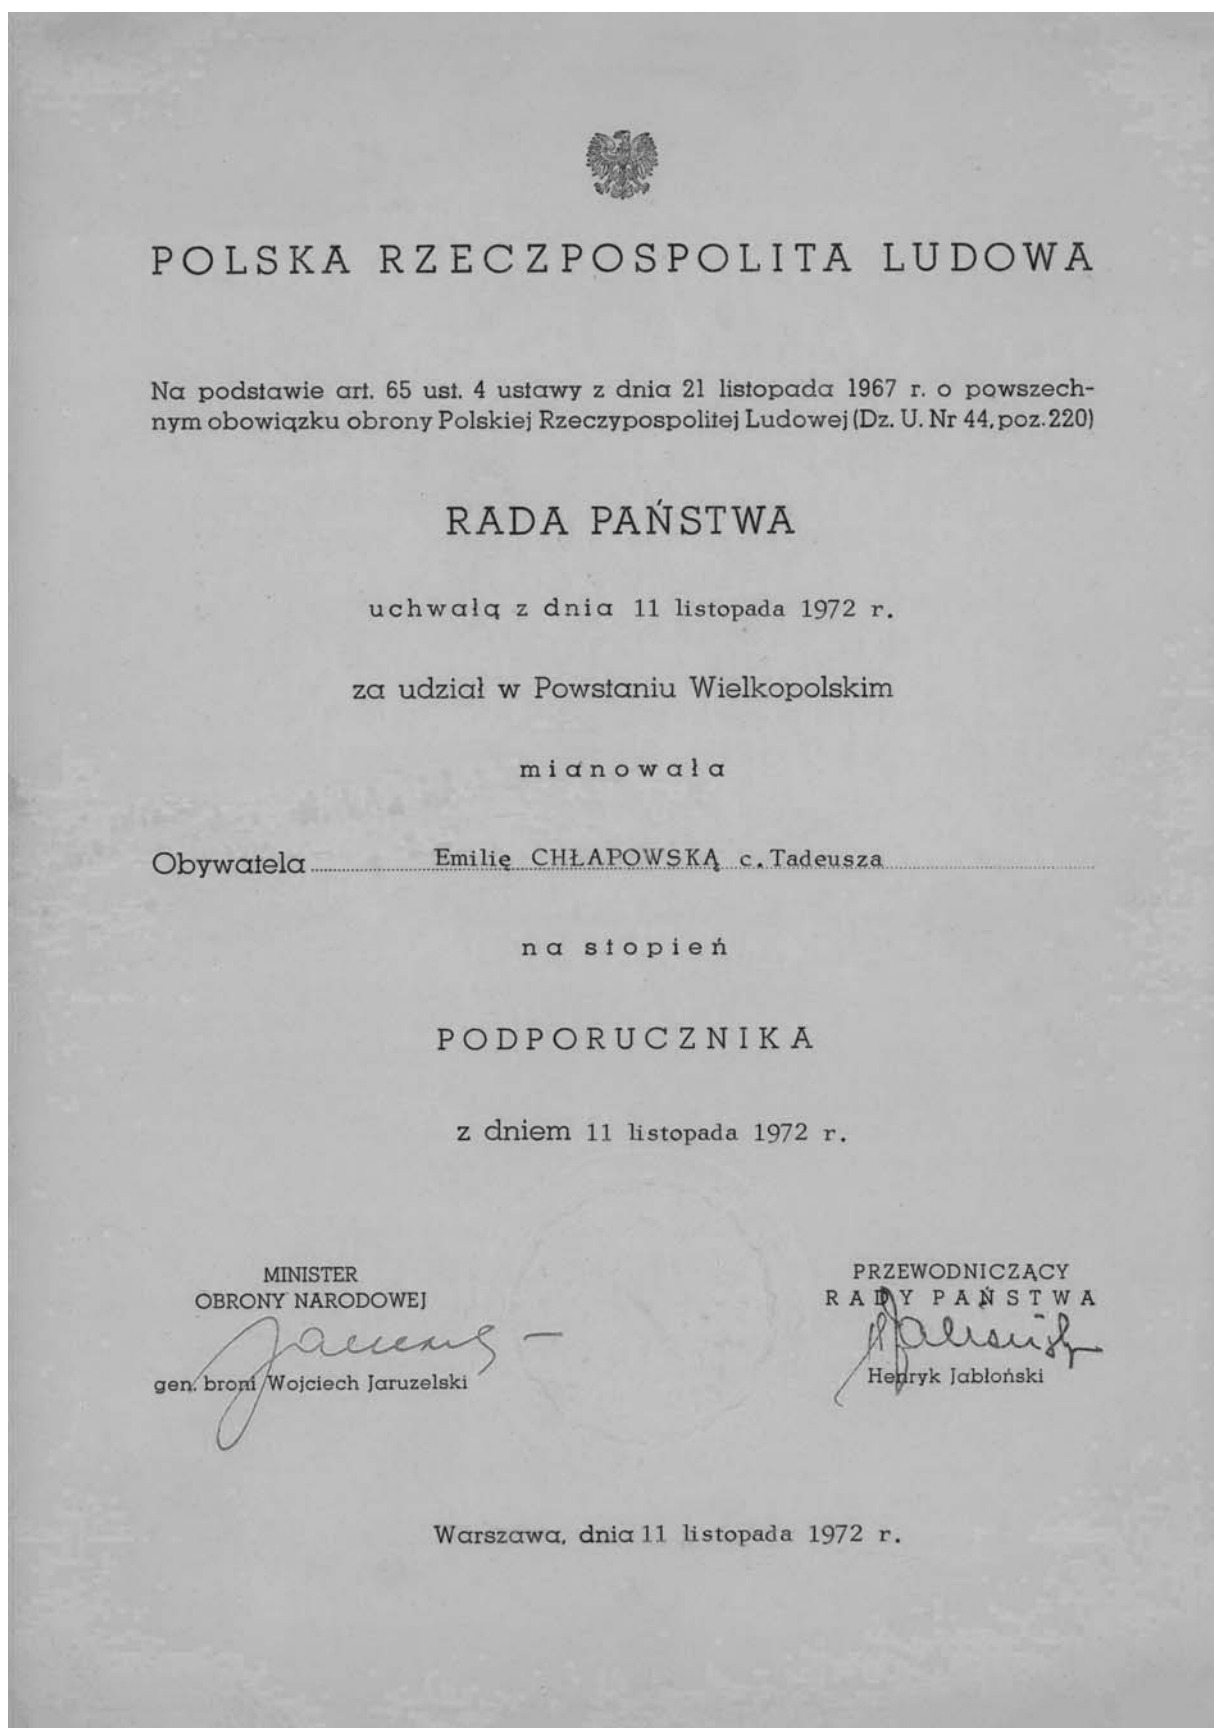 POLSKA RZECZPOSPOLITA LUDOWA
Na podstawie art. 65 ust. 4 ustawy z dnia 21 listopada 1967 r. o powszech-
nym obowiązku obrony Polskiej Rzeczypospolitej Ludowej (Dz. U. Nr 44, poz. 220)
RADA PAŃSTWA
uchwałą z dnia 11 listopada 1972 r.
za udział w Powstaniu Wielkopolskim
mianowała
Obywatela Emilię CHŁAPOWSKĄ c. Tadeusza
na stopień
PODPORUCZNIKA
z dniem 11 listopada 1972 r.
MINISTER
OBRONY NARODOWEJ
gen. broni Wojciech Jaruzelski
PRZEWODNICZĄCY
RADY PAŃSTWA
Henryk Jabłoński
Warszawa, dnia 11 listopada 1972 r.